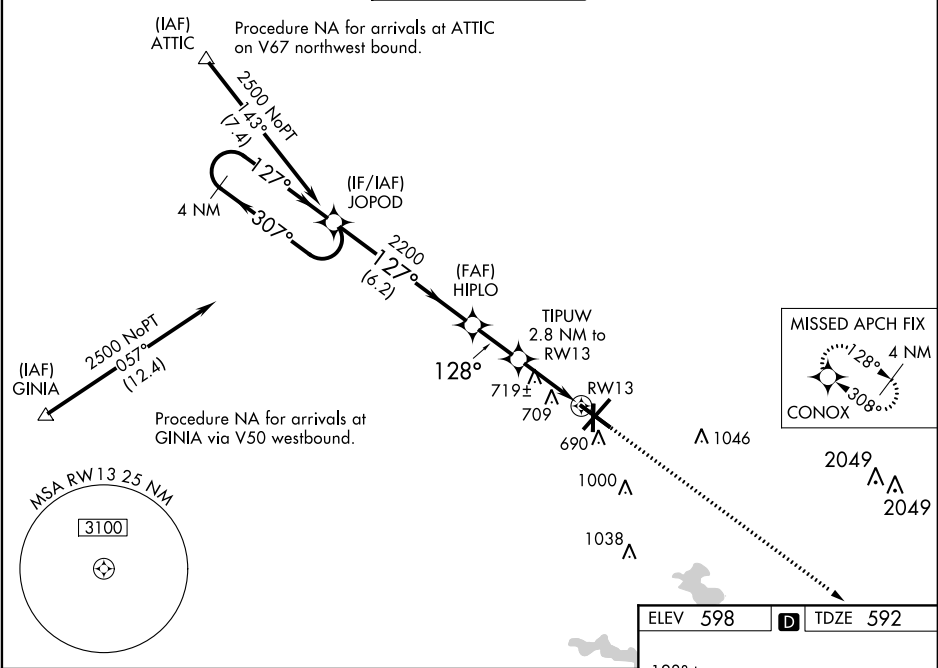 (IAF)
ATTIC
Procedure NA for arrivals at ATTIC
on V67 northwest bound.
2500 NoPT
143°
(7.4)
127°
4 NM
307°
(IF/IAF)
JOPOD
2200
127°
(6.2)
(FAF)
HIPLO
TIPUW
2.8 NM to
RW13
128°
719±
709
RW13
690
1046
1000
1038
2049
2049
MISSED APCH FIX
128°
4 NM
308°
CONOX
2500 NoPT
057°
(12.4)
(IAF)
GINIA
Procedure NA for arrivals at
GINIA via V50 westbound.
MSA RW13 25 NM
3100
ELEV 598 D TDZE 592